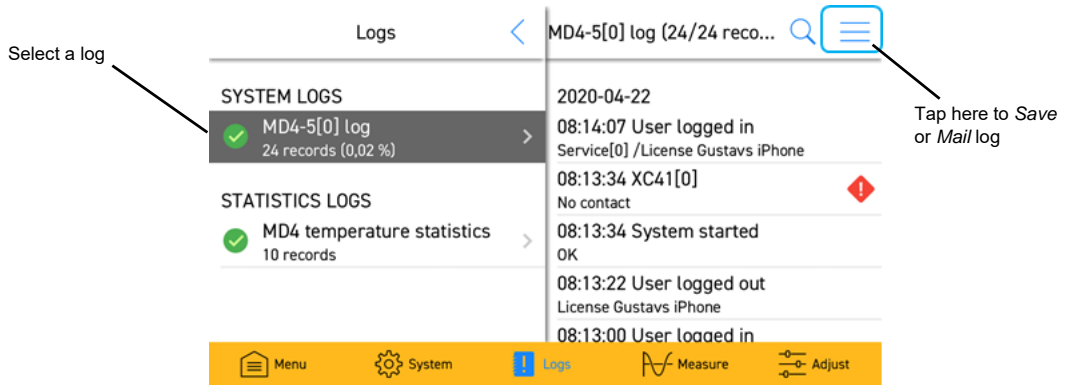 Select a log
Logs
SYSTEM LOGS
MD4-5[0] log
24 records (0,02 %)
STATISTICS LOGS
MD4 temperature statistics
10 records
MD4-5[0] log (24/24 reco...
2020-04-22
08:14:07 User logged in
Service[0] /License Gustavs iPhone
08:13:34 XC41[0]
No contact
08:13:34 System started
OK
08:13:22 User logged out
License Gustavs iPhone
08:13:00 User logged in
Tap here to Save
or Mail log
Menu
System
Logs
Measure
Adjust